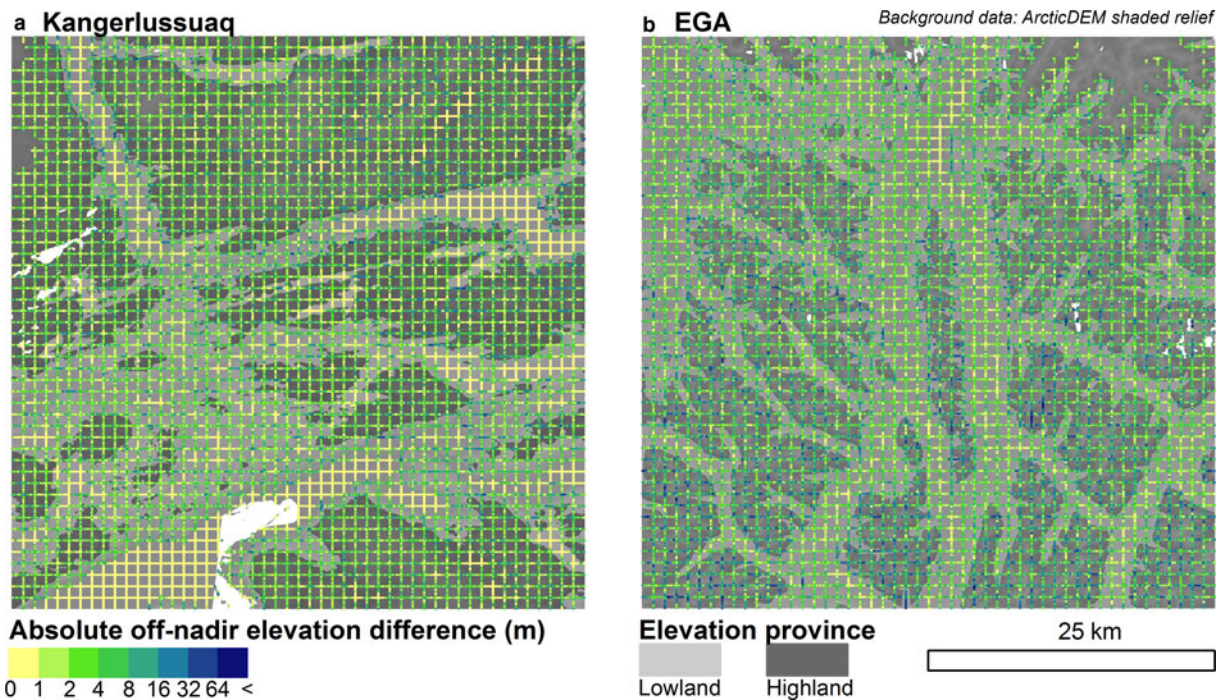 a Kangerlussuaq
b EGA
Background data: ArcticDEM shaded relief
Absolute off-nadir elevation difference (m)
0 1 2 4 8 16 32 64 <
Elevation province
Lowland Highland
25 km